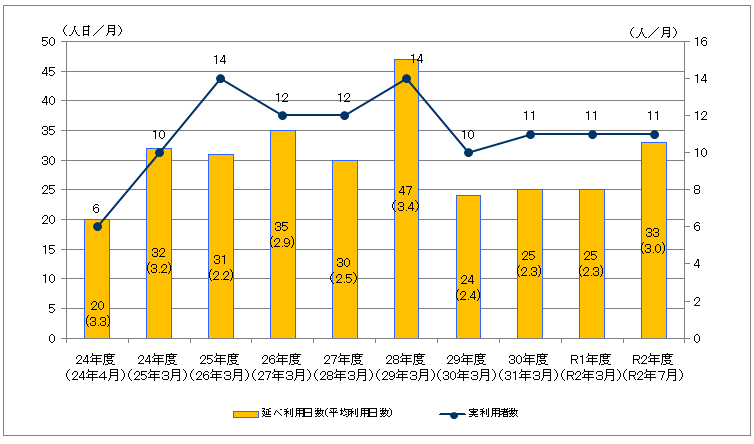 （人日／月）
（人／月）
50
45
40
35
30
25
20
15
10
5
0
16
14
12
10
8
6
4
2
0
6
10
14
12
12
14
10
11
11
11
20
(3.3)
32
(3.2)
31
(2.2)
35
(2.9)
30
(2.5)
47
(3.4)
24
(2.4)
25
(2.3)
25
(2.3)
33
(3.0)
24年度
(24年4月)
24年度
(25年3月)
25年度
(26年3月)
26年度
(27年3月)
27年度
(28年3月)
28年度
(29年3月)
29年度
(30年3月)
30年度
(31年3月)
R1年度
(R2年3月)
R2年度
(R2年7月)
延べ利用日数(平均利用日数)
実利用者数